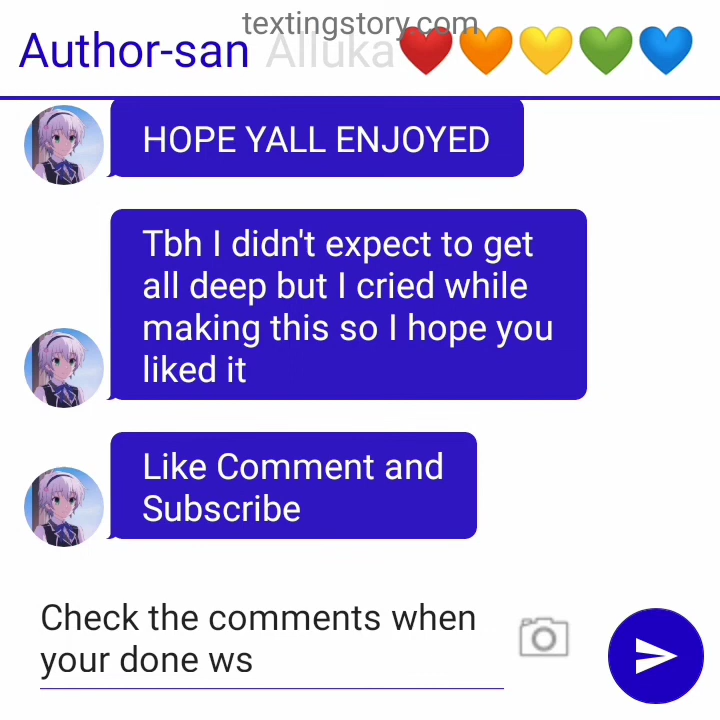 textingstory.com
Author-san Alluka❤️🧡💛💚💙
HOPE YALL ENJOYED
Tbh I didn't expect to get
all deep but I cried while
making this so I hope you
liked it
Like Comment and
Subscribe
Check the comments when
your done ws